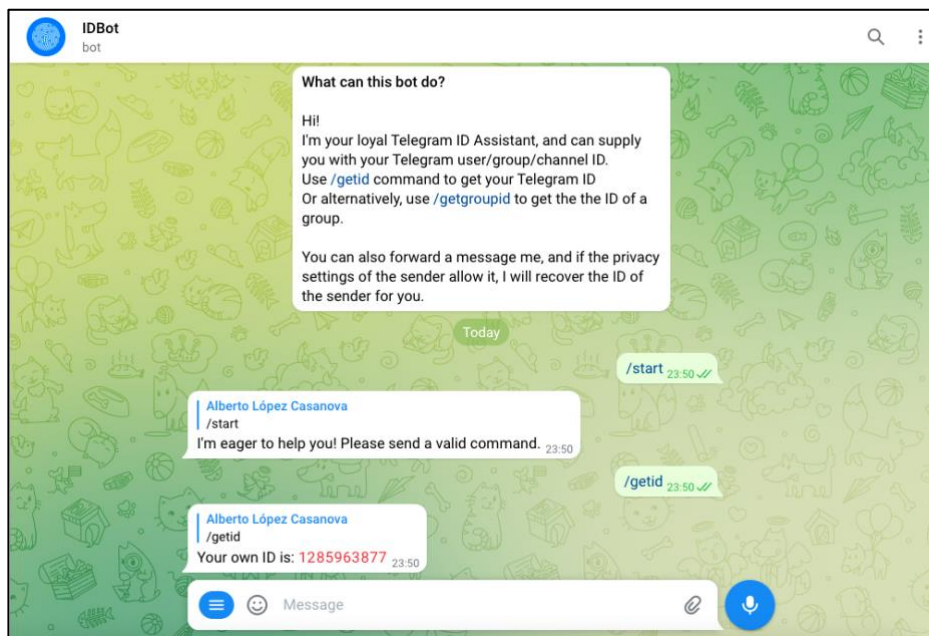 IDBot
bot
What can this bot do?
Hi!
I'm your loyal Telegram ID Assistant, and can supply
you with your Telegram user/group/channel ID.
Use /getid command to get your Telegram ID
Or alternatively, use /getgroupid to get the the ID of a
group.
You can also forward a message me, and if the privacy
settings of the sender allow it, I will recover the ID of
the sender for you.
Today
/start 23:50
Alberto López Casanova
/start
I'm eager to help you! Please send a valid command. 23:50
/getid 23:50
Alberto López Casanova
/getid
Your own ID is: 1285963877 23:50
Message